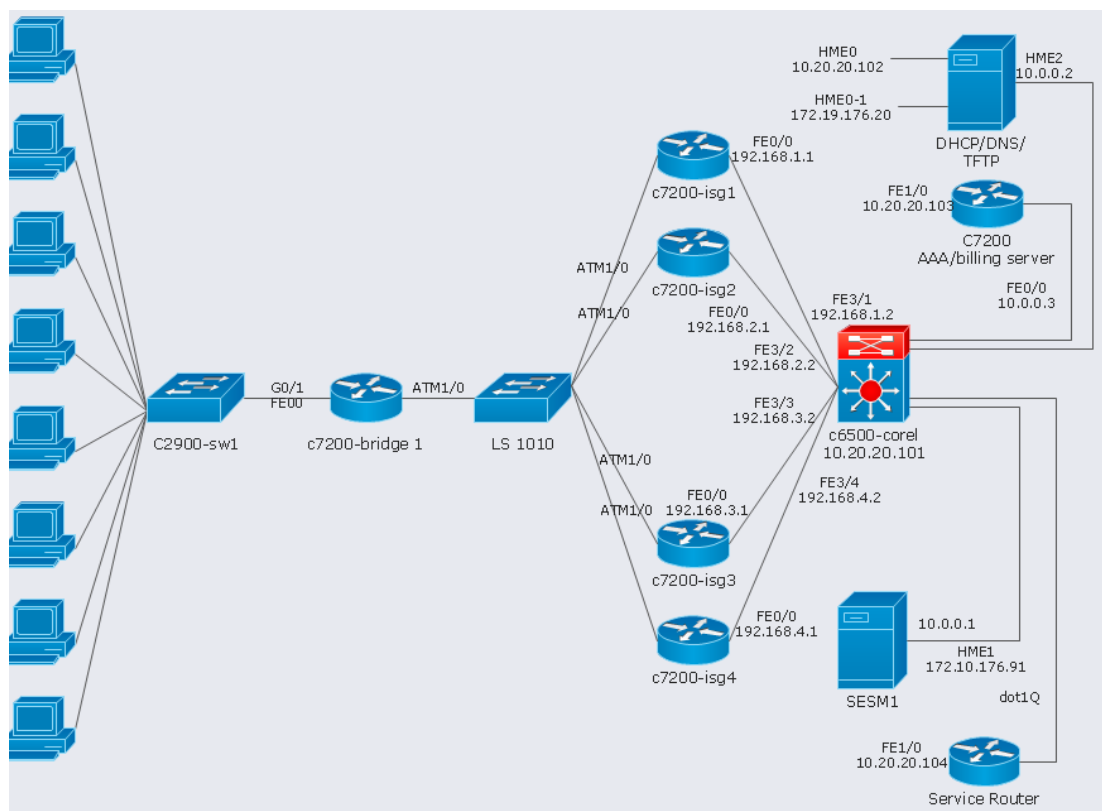 HME0
10.20.20.102
HME2
10.0.0.2
HME0-1
172.19.176.20
DHCP/DNS/
TFTP
FE0/0
192.168.1.1
c7200-isg1
FE1/0
10.20.20.103
C7200
AAA/billing server
FE0/0
10.0.0.3
ATM1/0
c7200-isg2
ATM1/0
FE0/0
192.168.2.1
FE3/1
192.168.1.2
FE3/2
192.168.2.2
G0/1
FE00
ATM1/0
C2900-sw1
c7200-bridge 1
LS 1010
FE3/3
192.168.3.2
c6500-corel
10.20.20.101
ATM1/0
FE3/4
192.168.4.2
FE0/0
192.168.3.1
ATM1/0
c7200-isg3
FE0/0
192.168.4.1
c7200-isg4
10.0.0.1
HME1
172.10.176.91
SESM1
dot1Q
FE1/0
10.20.20.104
Service Router